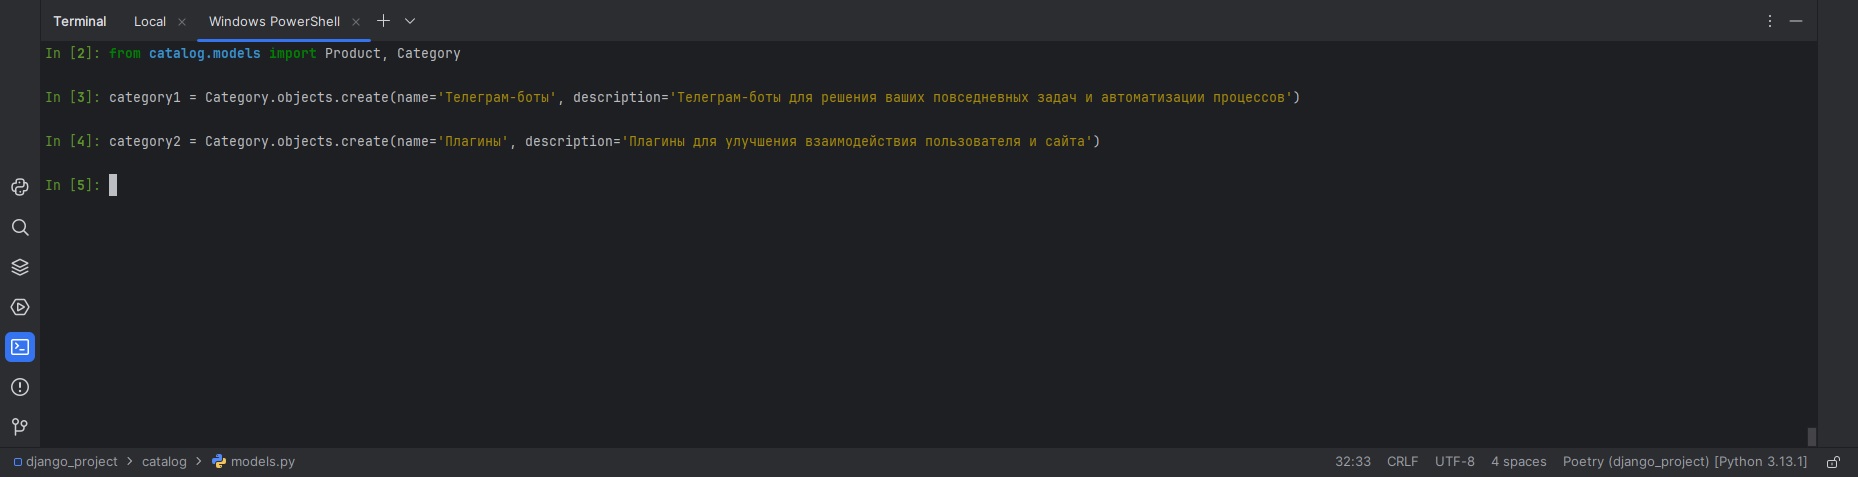 Terminal Local Windows PowerShell
In [2]: from catalog.models import Product, Category
In [3]: category1 = Category.objects.create(name='Телеграм-боты', description='Телеграм-боты для решения ваших повседневных задач и автоматизации процессов')
In [4]: category2 = Category.objects.create(name='Плагины', description='Плагины для улучшения взаимодействия пользователя и сайта')
In [5]:
django_project > catalog > models.py 32:33 CRLF UTF-8 4 spaces Poetry (django_project) [Python 3.13.1]